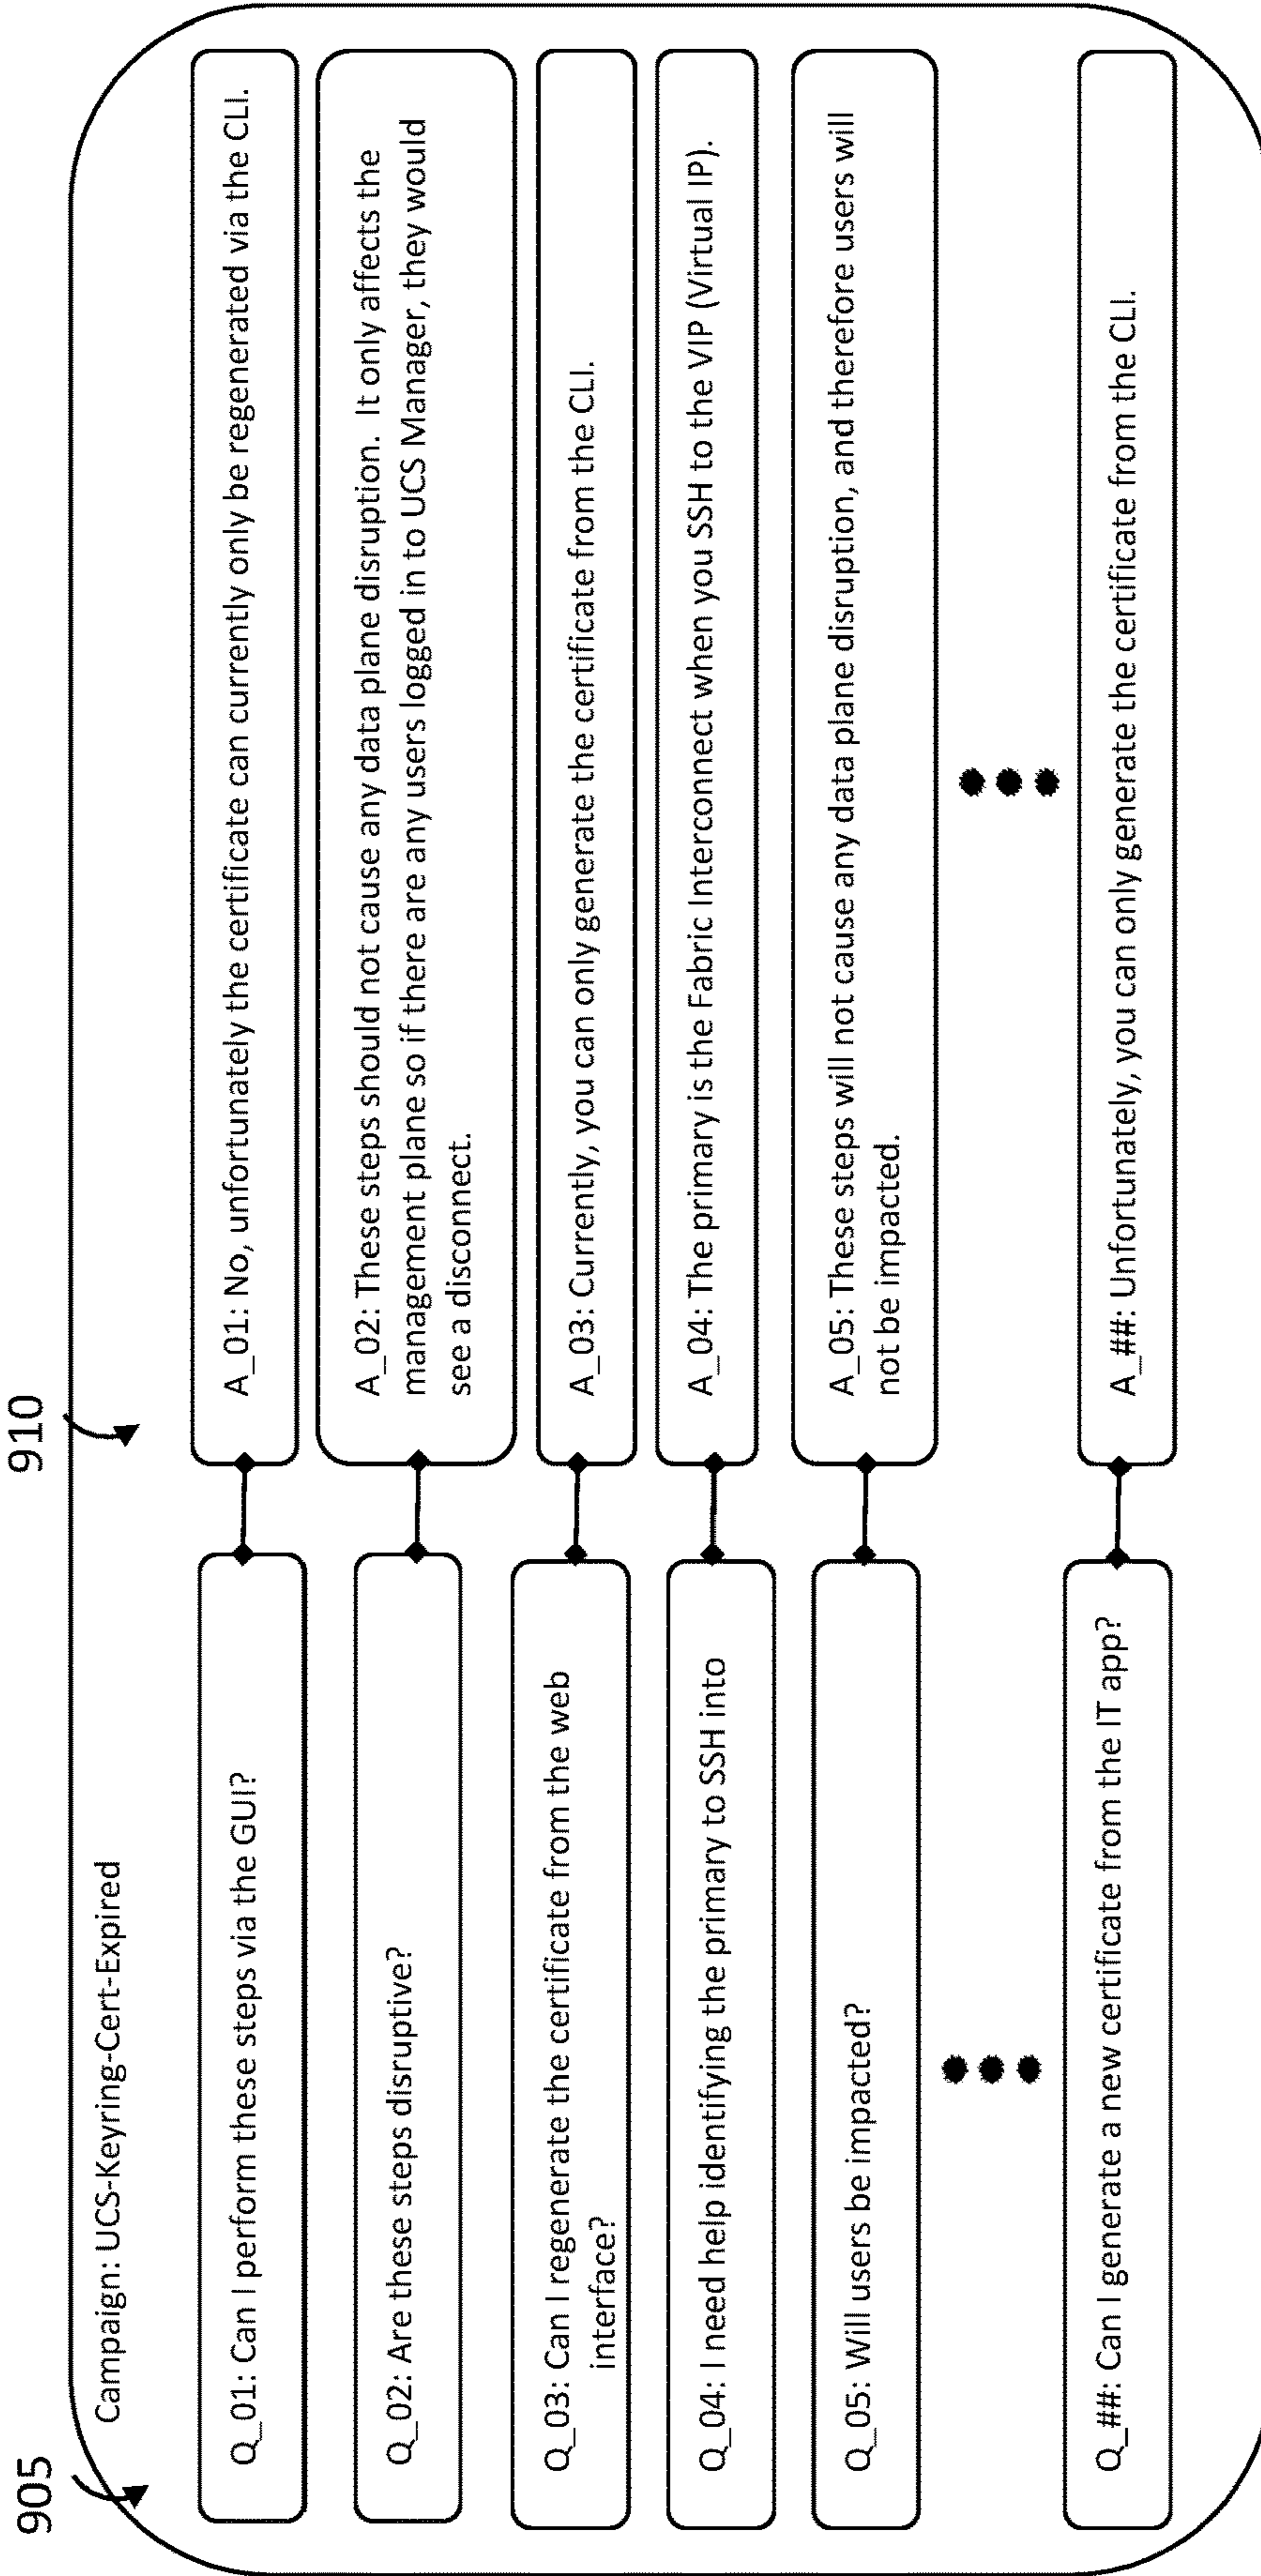 905
910
Campaign: UCS-Keyring-Cert-Expired
Q_01: Can I perform these steps via the GUI?
A_01: No, unfortunately the certificate can currently only be regenerated via the CLI.
Q_02: Are these steps disruptive?
A_02: These steps should not cause any data plane disruption. It only affects the
management plane so if there are any users logged in to UCS Manager, they would
see a disconnect.
Q_03: Can I regenerate the certificate from the web
interface?
A_03: Currently, you can only generate the certificate from the CLI.
Q_04: I need help identifying the primary to SSH into
A_04: The primary is the Fabric Interconnect when you SSH to the VIP (Virtual IP).
Q_05: Will users be impacted?
A_05: These steps will not cause any data plane disruption, and therefore users will
not be impacted.
Q_##: Can I generate a new certificate from the IT app?
A_##: Unfortunately, you can only generate the certificate from the CLI.